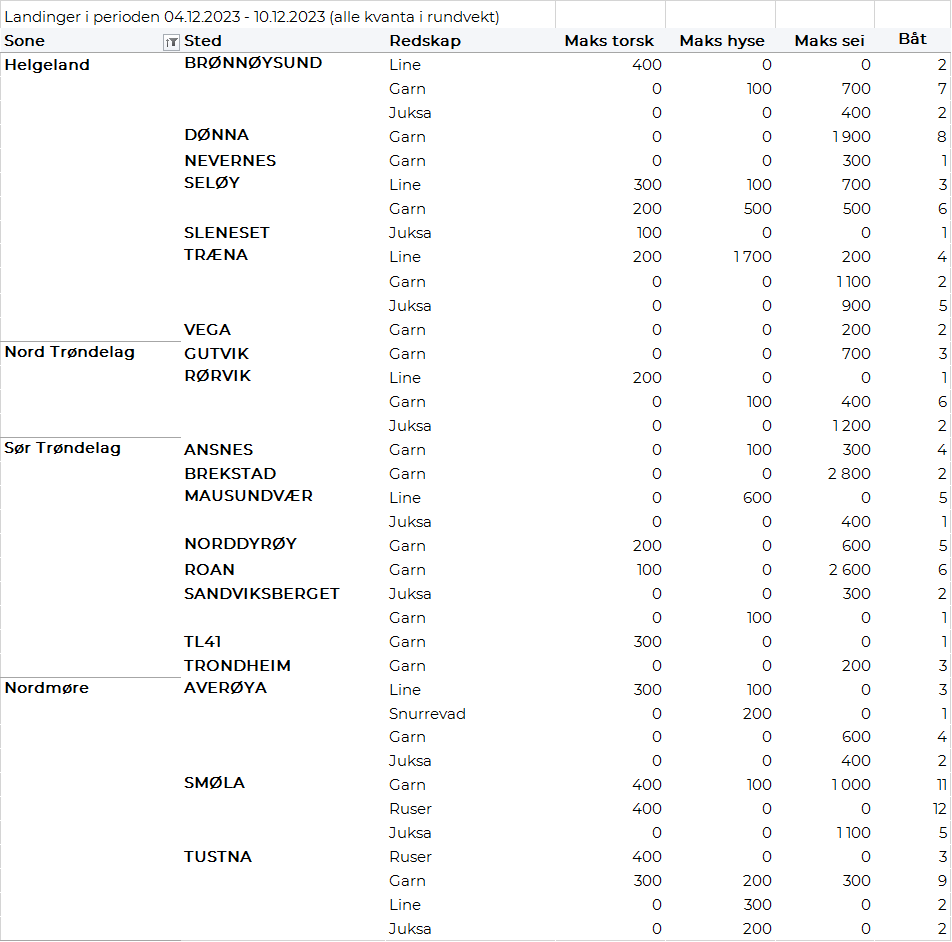 Landinger i perioden 04.12.2023 - 10.12.2023 (alle kvanta i rundvekt)
Sone Sted Redskap Maks torsk Maks hyse Maks sei Båt
Helgeland BRØNNØYSUND Line 400 0 0 2
Garn 0 100 700 7
Juksa 0 0 400 2
DØNNA Garn 0 0 1 900 8
NEVERNES Garn 0 0 300 1
SELØY Line 300 100 700 3
Garn 200 500 500 6
SLENESET Juksa 100 0 0 1
TRÆNA Line 200 1 700 200 4
Garn 0 0 1 100 2
Juksa 0 0 900 5
VEGA Garn 0 0 200 2
Nord Trøndelag GUTVIK Garn 0 0 700 3
RØRVIK Line 200 0 0 1
Garn 0 100 400 6
Juksa 0 0 1 200 2
Sør Trøndelag ANSNES Garn 0 100 300 4
BREKSTAD Garn 0 0 2 800 2
MAUSUNDVÆR Line 0 600 0 5
Juksa 0 0 400 1
NORDDYRØY Garn 200 0 600 5
ROAN Garn 100 0 2 600 6
SANDVIKSBERGET Juksa 0 0 300 2
Garn 0 100 0 1
TL41 Garn 300 0 0 1
TRONDHEIM Garn 0 0 200 3
Nordmøre AVERØYA Line 300 100 0 3
Snurrevad 0 200 0 1
Garn 0 0 600 4
Juksa 0 0 400 2
SMØLA Garn 400 100 1 000 11
Ruser 400 0 0 12
Juksa 0 0 1 100 5
TUSTNA Ruser 400 0 0 3
Garn 300 200 300 9
Line 0 300 0 2
Juksa 0 200 0 2